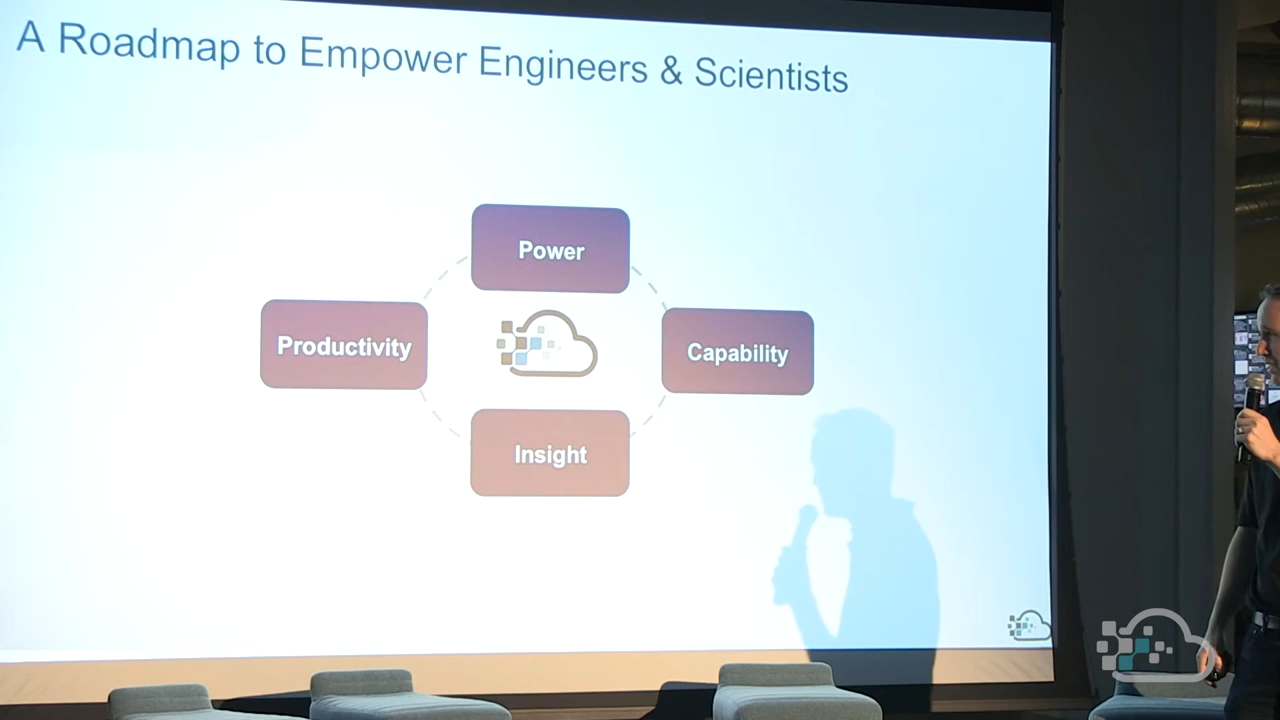 A Roadmap to Empower Engineers & Scientists
Power
Productivity
Capability
Insight